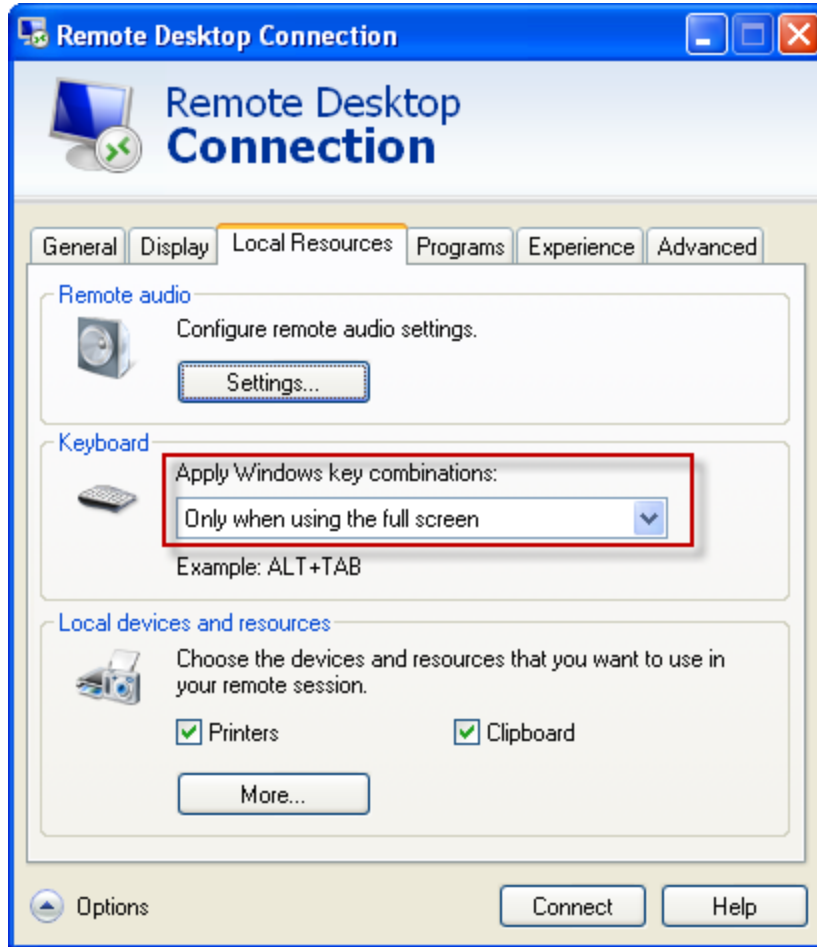 Remote Desktop Connection
Remote Desktop
Connection
General Display Local Resources Programs Experience Advanced
Remote audio
Configure remote audio settings.
Settings...
Keyboard
Apply Windows key combinations:
Only when using the full screen
Example: ALT+TAB
Local devices and resources
Choose the devices and resources that you want to use in
your remote session.
Printers Clipboard
More...
Options Connect Help